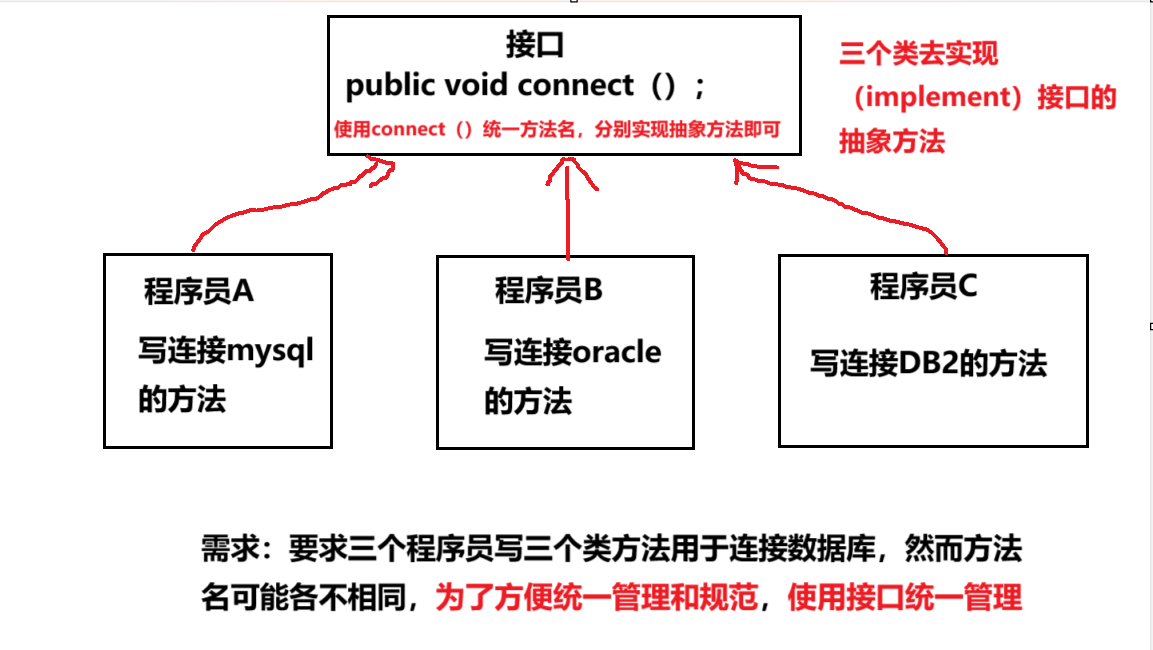 接口
public void connect（）；
使用connect（）统一方法名，分别实现抽象方法即可
三个类去实现
（implement）接口的
抽象方法
程序员A
写连接mysql
的方法
程序员B
写连接oracle
的方法
程序员C
写连接DB2的方法
需求：要求三个程序员写三个类方法用于连接数据库，然而方法
名可能各不相同，为了方便统一管理和规范，使用接口统一管理